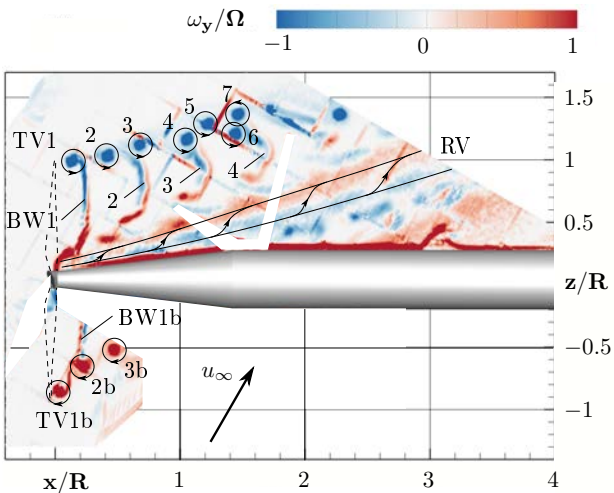 ω_y/Ω
−1 0 1
7
5
4
3
2
TV1
6
4
3
2
BW1
RV
1.5
1
0.5
z/R
−0.5
−1
BW1b
3b
2b
TV1b
u_∞
x/R 1 2 3 4